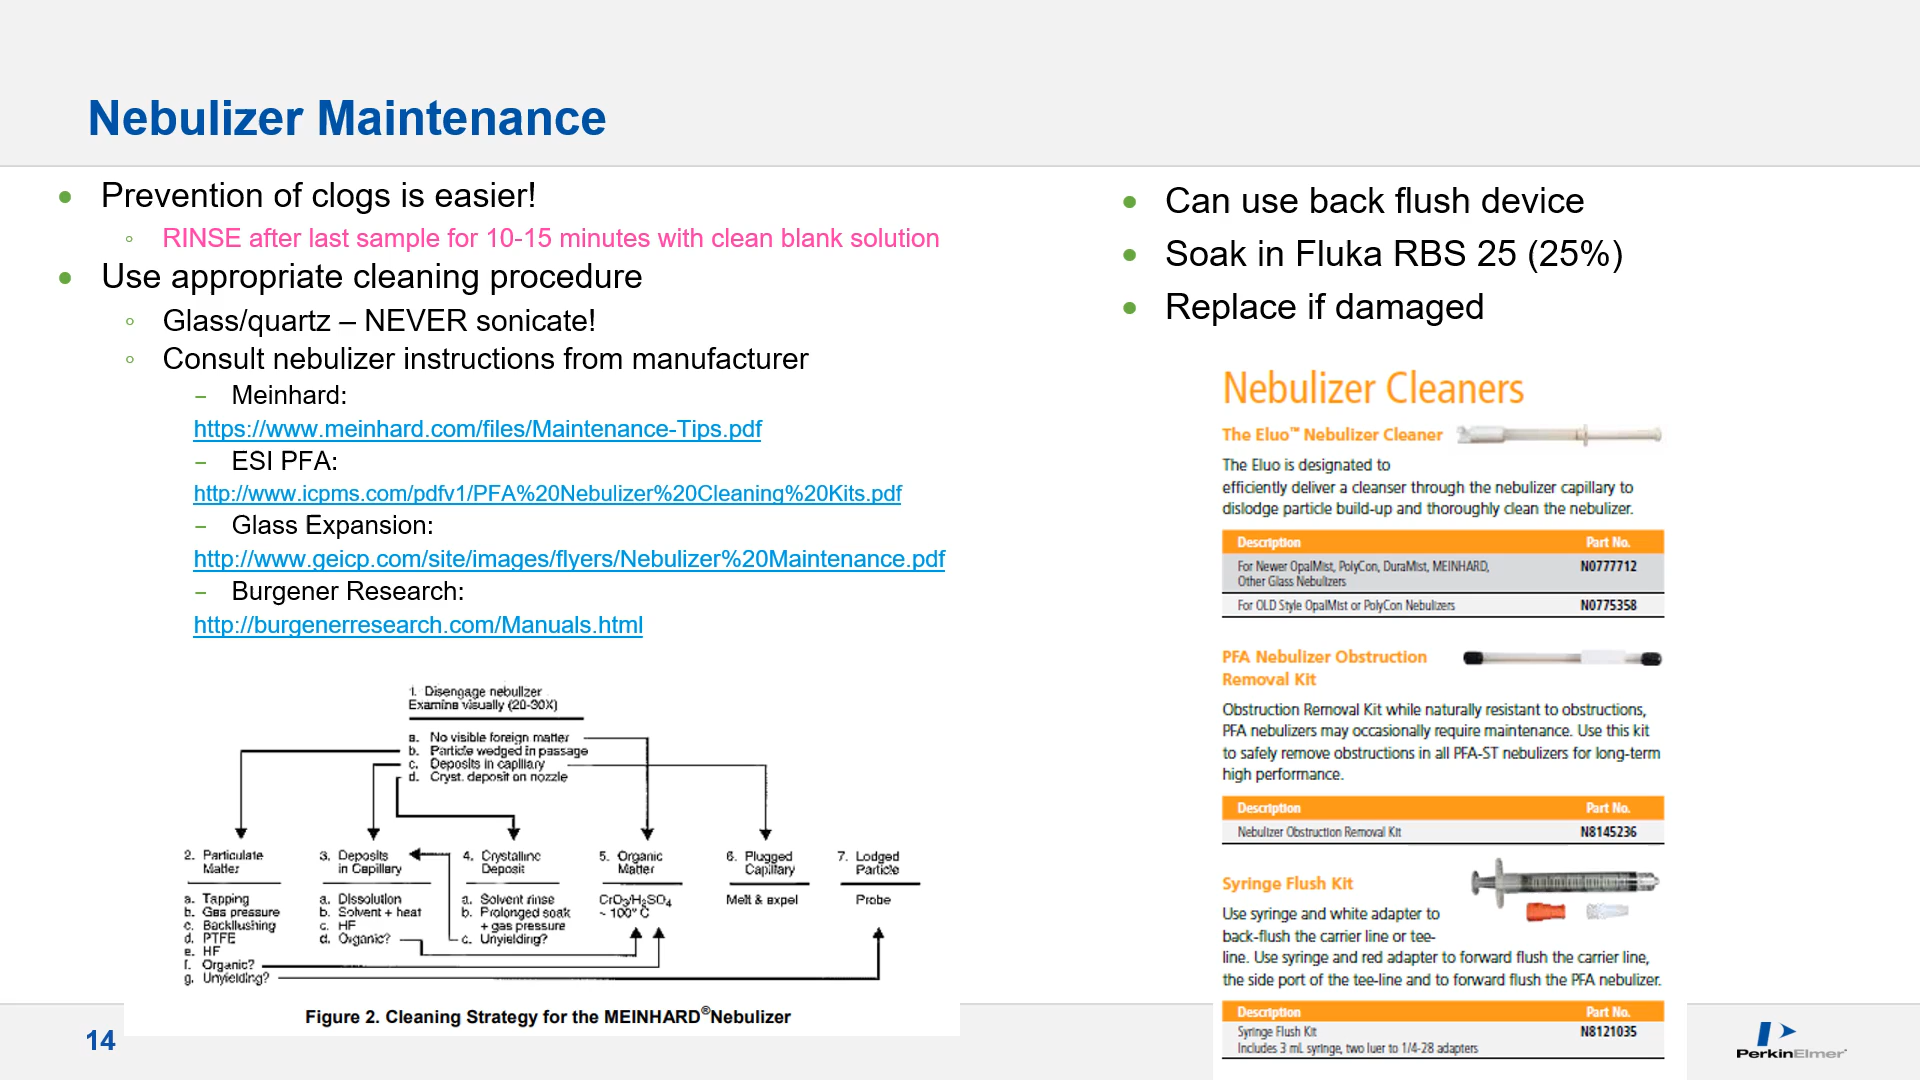 Nebulizer Maintenance
Prevention of clogs is easier!
RINSE after last sample for 10-15 minutes with clean blank solution
Use appropriate cleaning procedure
Glass/quartz – NEVER sonicate!
Consult nebulizer instructions from manufacturer
– Meinhard:
https://www.meinhard.com/files/Maintenance-Tips.pdf
– ESI PFA:
http://www.icpms.com/pdfv1/PFA%20Nebulizer%20Cleaning%20Kits.pdf
– Glass Expansion:
http://www.geicp.com/site/images/flyers/Nebulizer%20Maintenance.pdf
– Burgener Research:
http://burgenerresearch.com/Manuals.html
1. Disengage nebulizer
Examine visually (20-30X)
a. No visible foreign matter
b. Particle wedged in passage
c. Deposits in capillary
d. Cryst. deposit on nozzle
2. Particulate
Matter
a. Tapping
b. Gas pressure
c. Backflushing
d. PTFE
e. HF
f. Organic?
g. Unyielding?
3. Deposits
in Capillary
a. Dissolution
b. Solvent + heat
c. HF
d. Organic?
4. Crystalline
Deposit
a. Solvent rinse
b. Prolonged soak
+ gas pressure
c. Unyielding?
5. Organic
Matter
CrO3/H2SO4
~ 100° C
6. Plugged
Capillary
Melt & expel
7. Lodged
Particle
Probe
Figure 2. Cleaning Strategy for the MEINHARD®Nebulizer
14
Can use back flush device
Soak in Fluka RBS 25 (25%)
Replace if damaged
Nebulizer Cleaners
The Eluo™ Nebulizer Cleaner
The Eluo is designated to
efficiently deliver a cleanser through the nebulizer capillary to
dislodge particle build-up and thoroughly clean the nebulizer.
Description Part No.
For Newer OpalMist, PolyCon, DuraMist, MEINHARD, N0777712
Other Glass Nebulizers
For OLD Style OpalMist or PolyCon Nebulizers N0775358
PFA Nebulizer Obstruction
Removal Kit
Obstruction Removal Kit while naturally resistant to obstructions,
PFA nebulizers may occasionally require maintenance. Use this kit
to safely remove obstructions in all PFA-ST nebulizers for long-term
high performance.
Description Part No.
Nebulizer Obstruction Removal Kit N8145236
Syringe Flush Kit
Use syringe and white adapter to
back-flush the carrier line or tee-
line. Use syringe and red adapter to forward flush the carrier line,
the side port of the tee-line and to forward flush the PFA nebulizer.
Description Part No.
Syringe Flush Kit N8121035
Includes 3 mL syringe, two luer to 1/4-28 adapters
PerkinElmer